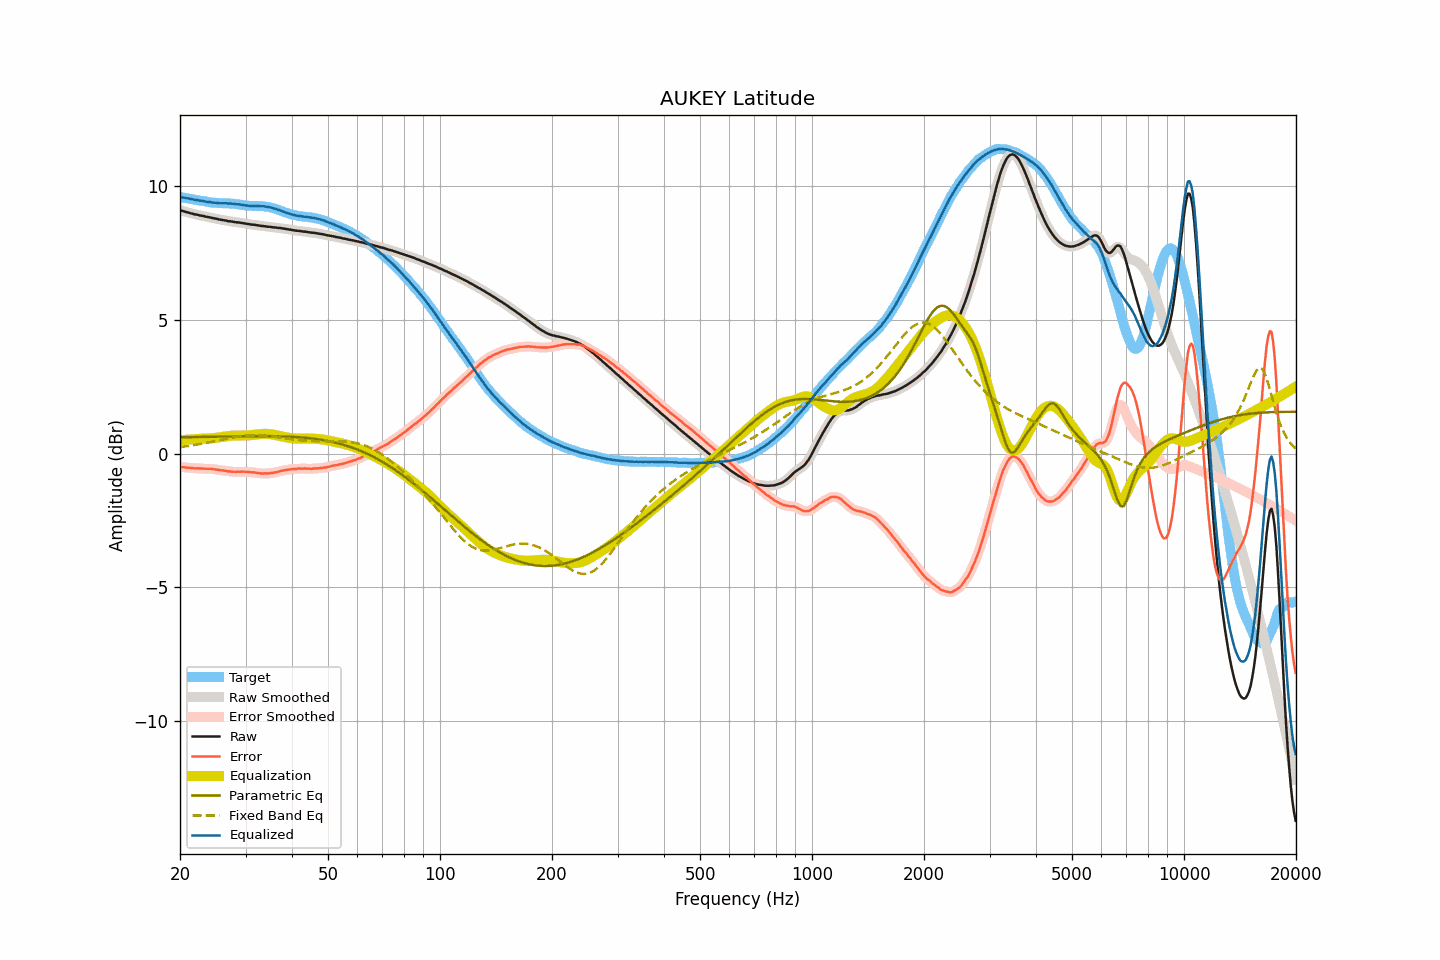 AUKEY Latitude
Amplitude (dBr)
10
5
0
−5
−10
Target
Raw Smoothed
Error Smoothed
Raw
Error
Equalization
Parametric Eq
Fixed Band Eq
Equalized
20 50 100 200 500 1000 2000 5000 10000 20000
Frequency (Hz)